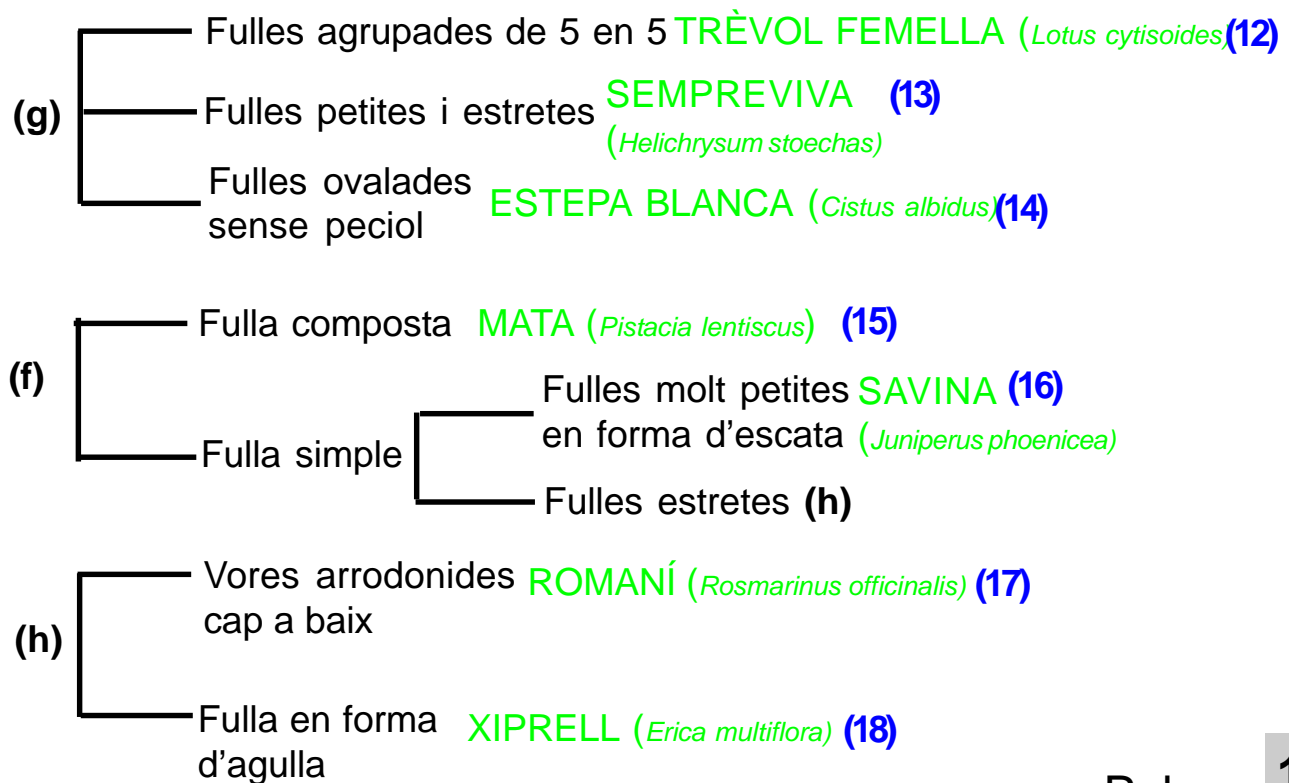 Fulles agrupades de 5 en 5 TRÈVOL FEMELLA (Lotus cytisoides) (12)
(g)
Fulles petites i estretes SEMPREVIVA (13)
(Helichrysum stoechas)
Fulles ovalades
sense peciol
ESTEPA BLANCA (Cistus albidus) (14)
Fulla composta MATA (Pistacia lentiscus) (15)
(f)
Fulles molt petites SAVINA (16)
en forma d'escata (Juniperus phoenicea)
Fulla simple
Fulles estretes (h)
Vores arrodonides
cap a baix
ROMANÍ (Rosmarinus officinalis) (17)
(h)
Fulla en forma
d'agulla
XIPRELL (Erica multiflora) (18)